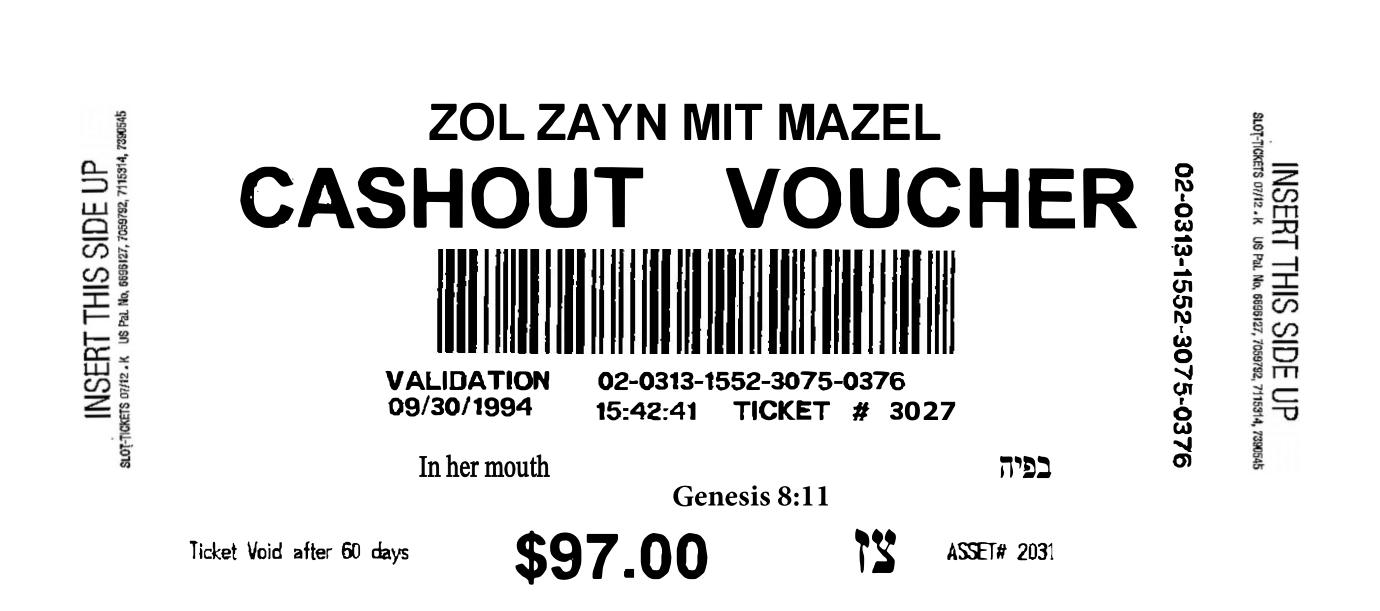 ZOL ZAYN MIT MAZEL
CASHOUT VOUCHER
INSERT THIS SIDE UP
SLOT-TICKETS 07/12 • K US Pat. No. 6696127, 7059792, 7115314, 7390545
VALIDATION 02-0313-1552-3075-0376
09/30/1994 15:42:41 TICKET # 3027
In her mouth בפיה
Genesis 8:11
Ticket Void after 60 days $97.00 צז ASSET# 2031
02-0313-1552-3075-0376
SLOT-TICKETS 07/12 • K US Pat. No. 6696127, 7059792, 7115314, 7390545
INSERT THIS SIDE UP